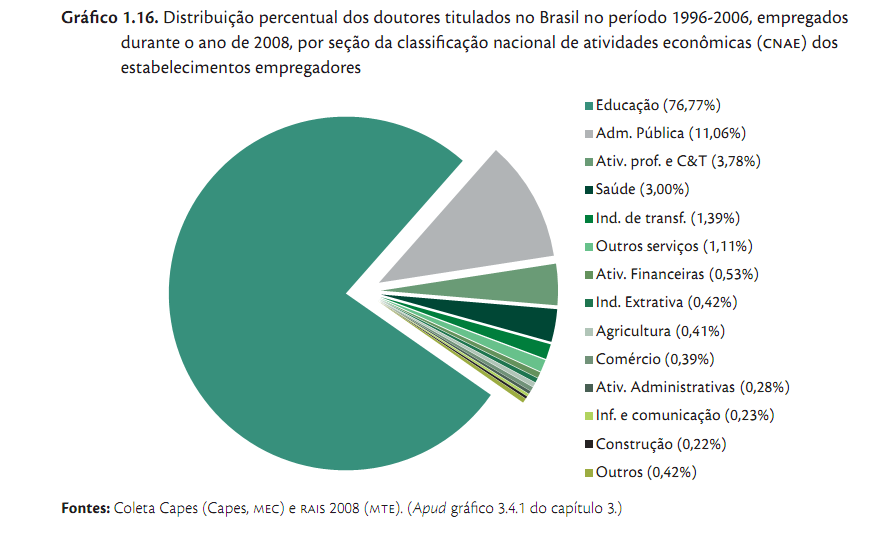 Gráfico 1.16. Distribuição percentual dos doutores titulados no Brasil no período 1996-2006, empregados
durante o ano de 2008, por seção da classificação nacional de atividades econômicas (CNAE) dos
estabelecimentos empregadores
Educação (76,77%)
Adm. Pública (11,06%)
Ativ. prof. e C&T (3,78%)
Saúde (3,00%)
Ind. de transf. (1,39%)
Outros serviços (1,11%)
Ativ. Financeiras (0,53%)
Ind. Extrativa (0,42%)
Agricultura (0,41%)
Comércio (0,39%)
Ativ. Administrativas (0,28%)
Inf. e comunicação (0,23%)
Construção (0,22%)
Outros (0,42%)
Fontes: Coleta Capes (Capes, MEC) e RAIS 2008 (MTE). (Apud gráfico 3.4.1 do capítulo 3.)